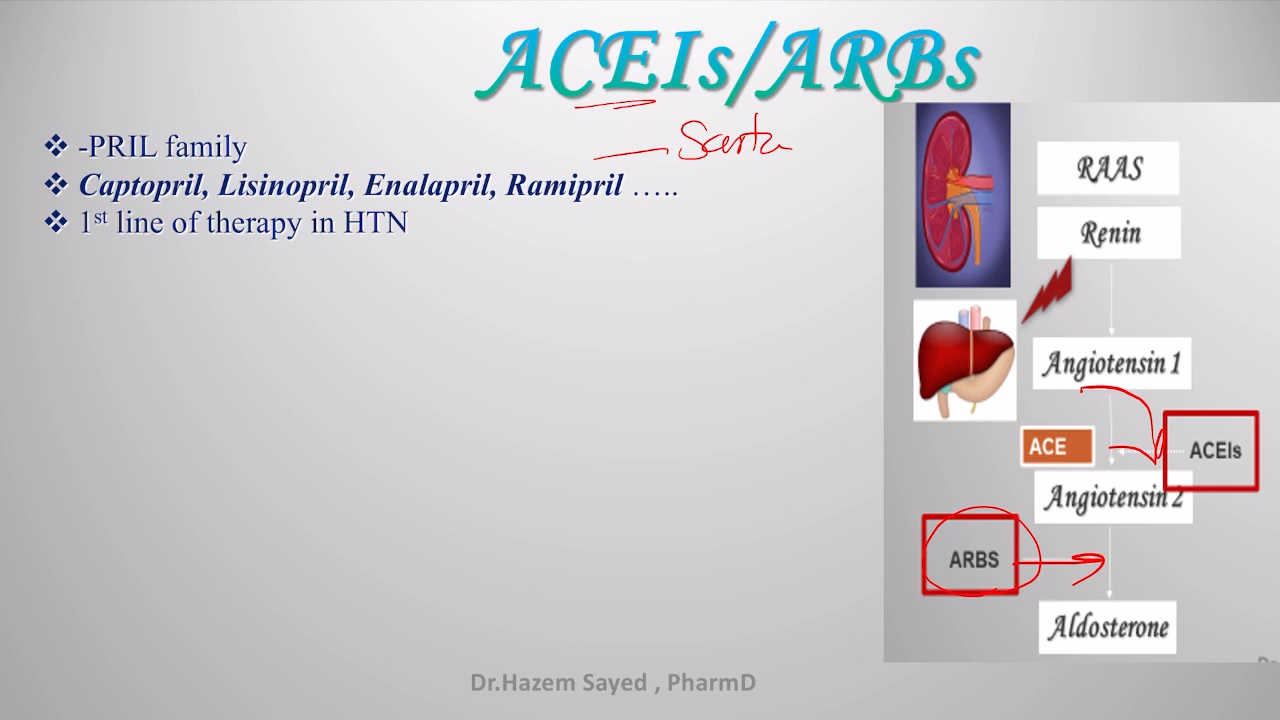 ACEIs/ARBs
❖ -PRIL family
❖ Captopril, Lisinopril, Enalapril, Ramipril …..
❖ 1st line of therapy in HTN
Sarta
RAAS
Renin
Angiotensin 1
ACE
ACEIs
Angiotensin 2
ARBS
Aldosterone
Dr.Hazem Sayed , PharmD